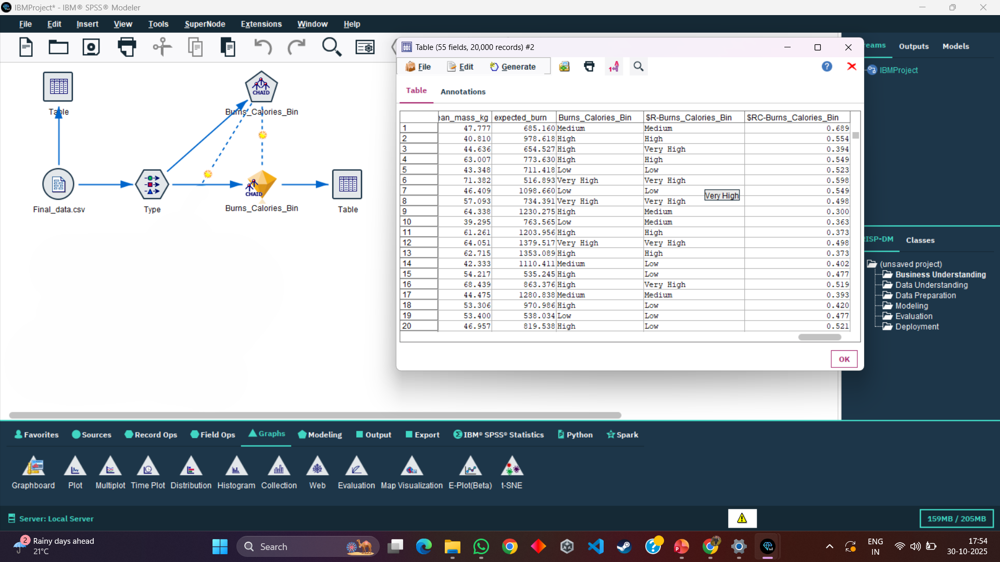 IBMProject* - IBM® SPSS® Modeler
File Edit Insert View Tools SuperNode Extensions Window Help
Table
CHAID
Burns_Calories_Bin
Final_data.csv
Type
CHAID
Burns_Calories_Bin
Table
Table (55 fields, 20,000 records) #2
File Edit Generate
Table Annotations
ean_mass_kg expected_burn Burns_Calories_Bin $R-Burns_Calories_Bin $RC-Burns_Calories_Bin
1 47.777 685.160 Medium Medium 0.689
2 40.810 978.618 High High 0.554
3 44.636 654.527 High Very High 0.394
4 63.007 773.630 High High 0.549
5 43.348 711.418 Low Low 0.523
6 71.382 516.893 Very High Very High 0.598
7 46.409 1098.660 Low Low 0.549
Very High
8 57.093 734.391 Very High Very High 0.498
9 64.338 1230.275 High Medium 0.300
10 39.295 763.565 Low Medium 0.363
11 61.261 1203.956 High High 0.373
12 64.051 1379.517 Very High Very High 0.498
13 62.715 1353.089 High High 0.373
14 42.333 1110.411 Medium Low 0.402
15 54.217 535.245 High Low 0.477
16 68.439 863.376 High Very High 0.519
17 44.475 1280.838 Medium Medium 0.393
18 53.306 970.986 High Low 0.420
19 53.400 538.034 Low Low 0.477
20 46.957 819.538 High Low 0.521
OK
eams Outputs Models
IBMProject
RISP-DM Classes
(unsaved project)
Business Understanding
Data Understanding
Data Preparation
Modeling
Evaluation
Deployment
Favorites Sources Record Ops Field Ops Graphs Modeling Output Export IBM® SPSS® Statistics Python Spark
Graphboard Plot Multiplot Time Plot Distribution Histogram Collection Web Evaluation Map Visualization E-Plot(Beta) t-SNE
Server: Local Server
159MB / 205MB
2
Rainy days ahead
21°C
Search
ENG
IN
17:54
30-10-2025